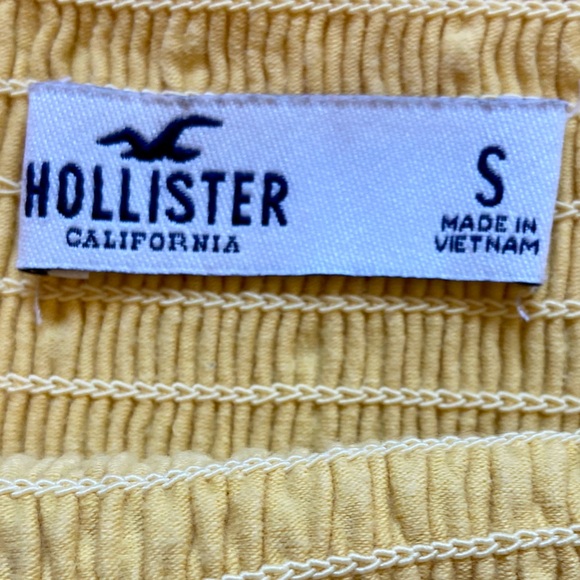 HOLLISTER
CALIFORNIA
S
MADE IN
VIETNAM